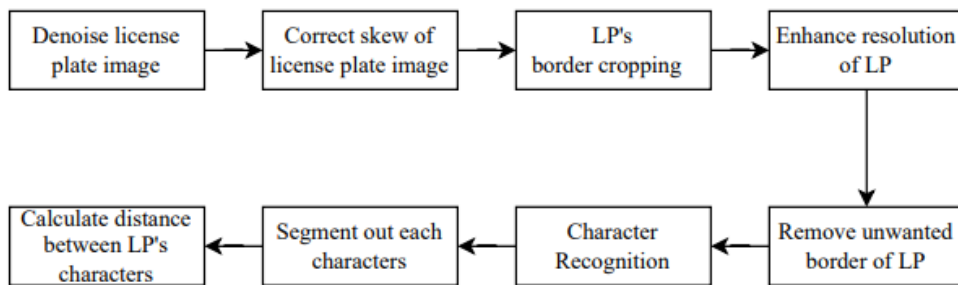 Denoise license
plate image
Correct skew of
license plate image
LP's
border cropping
Enhance resolution
of LP
Calculate distance
between LP's
characters
Segment out each
characters
Character
Recognition
Remove unwanted
border of LP